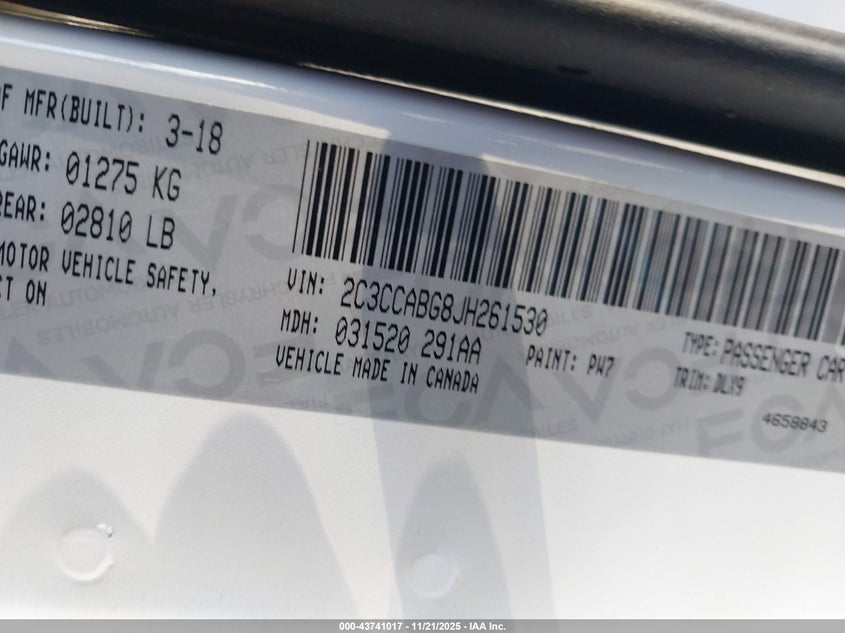 OF MFR(BUILT): 3-18
GAWR: 01275 KG
REAR: 02810 LB
MOTOR VEHICLE SAFETY,
CT ON
VIN: 2C3CCABG8JH261530
MDH: 031520 291AA
VEHICLE MADE IN CANADA
PAINT: PW7
TYPE: PASSENGER CAR
TRIM: DLX9
4658843
000-43741017 - 11/21/2025 - IAA Inc.